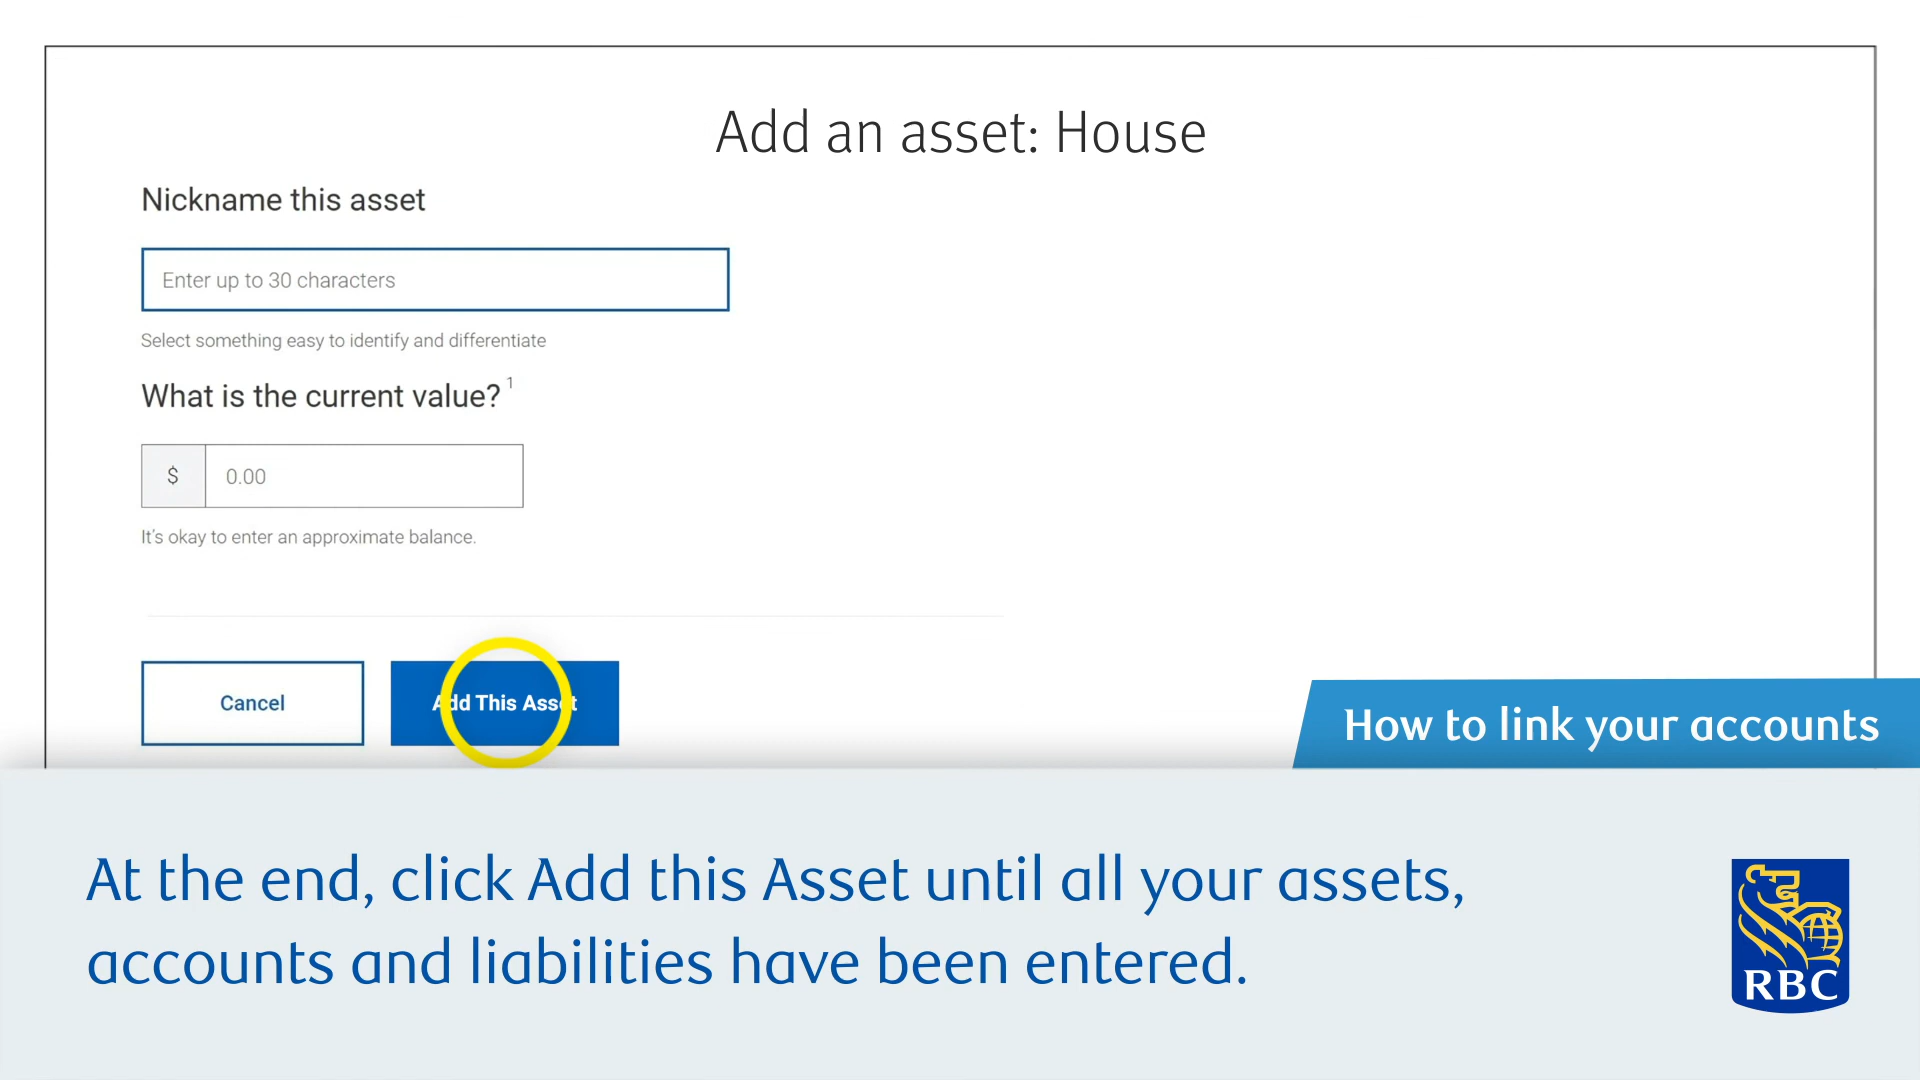 Add an asset: House
Nickname this asset
Enter up to 30 characters
Select something easy to identify and differentiate
What is the current value? 1
$ 0.00
It's okay to enter an approximate balance.
Cancel
Add This Asset
How to link your accounts
At the end, click Add this Asset until all your assets,
accounts and liabilities have been entered.
RBC